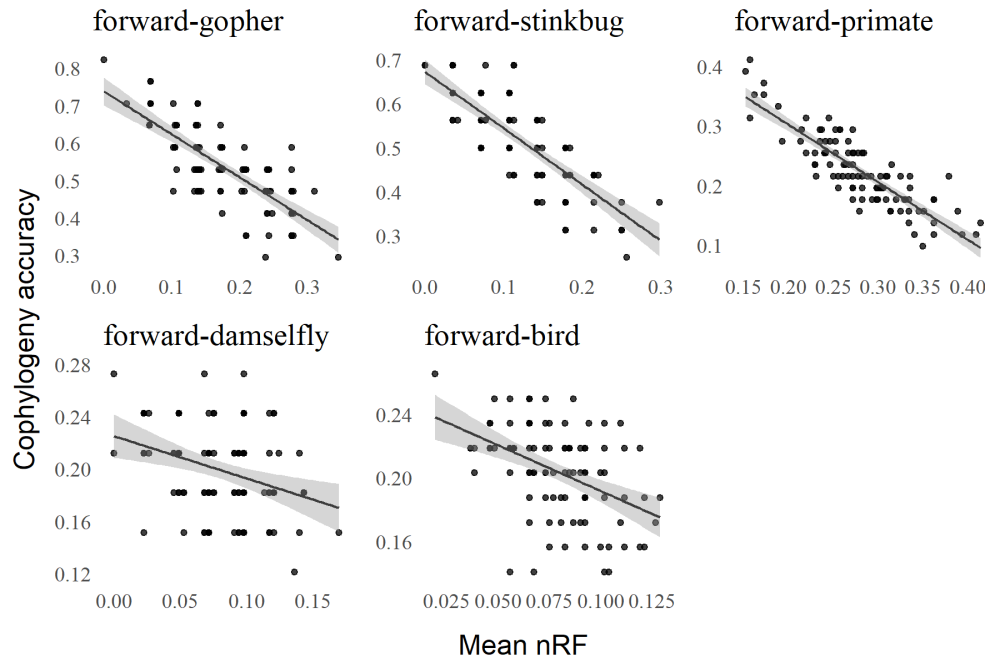 forward-gopher
forward-stinkbug
forward-primate
0.8
0.7
0.6
0.5
0.4
0.3
0.0 0.1 0.2 0.3
0.7
0.6
0.5
0.4
0.3
0.0 0.1 0.2 0.3
0.4
0.3
0.2
0.1
0.15 0.20 0.25 0.30 0.35 0.40
Cophylogeny accuracy
forward-damselfly
forward-bird
0.28
0.24
0.20
0.16
0.12
0.00 0.05 0.10 0.15
0.24
0.20
0.16
0.025 0.050 0.075 0.100 0.125
Mean nRF